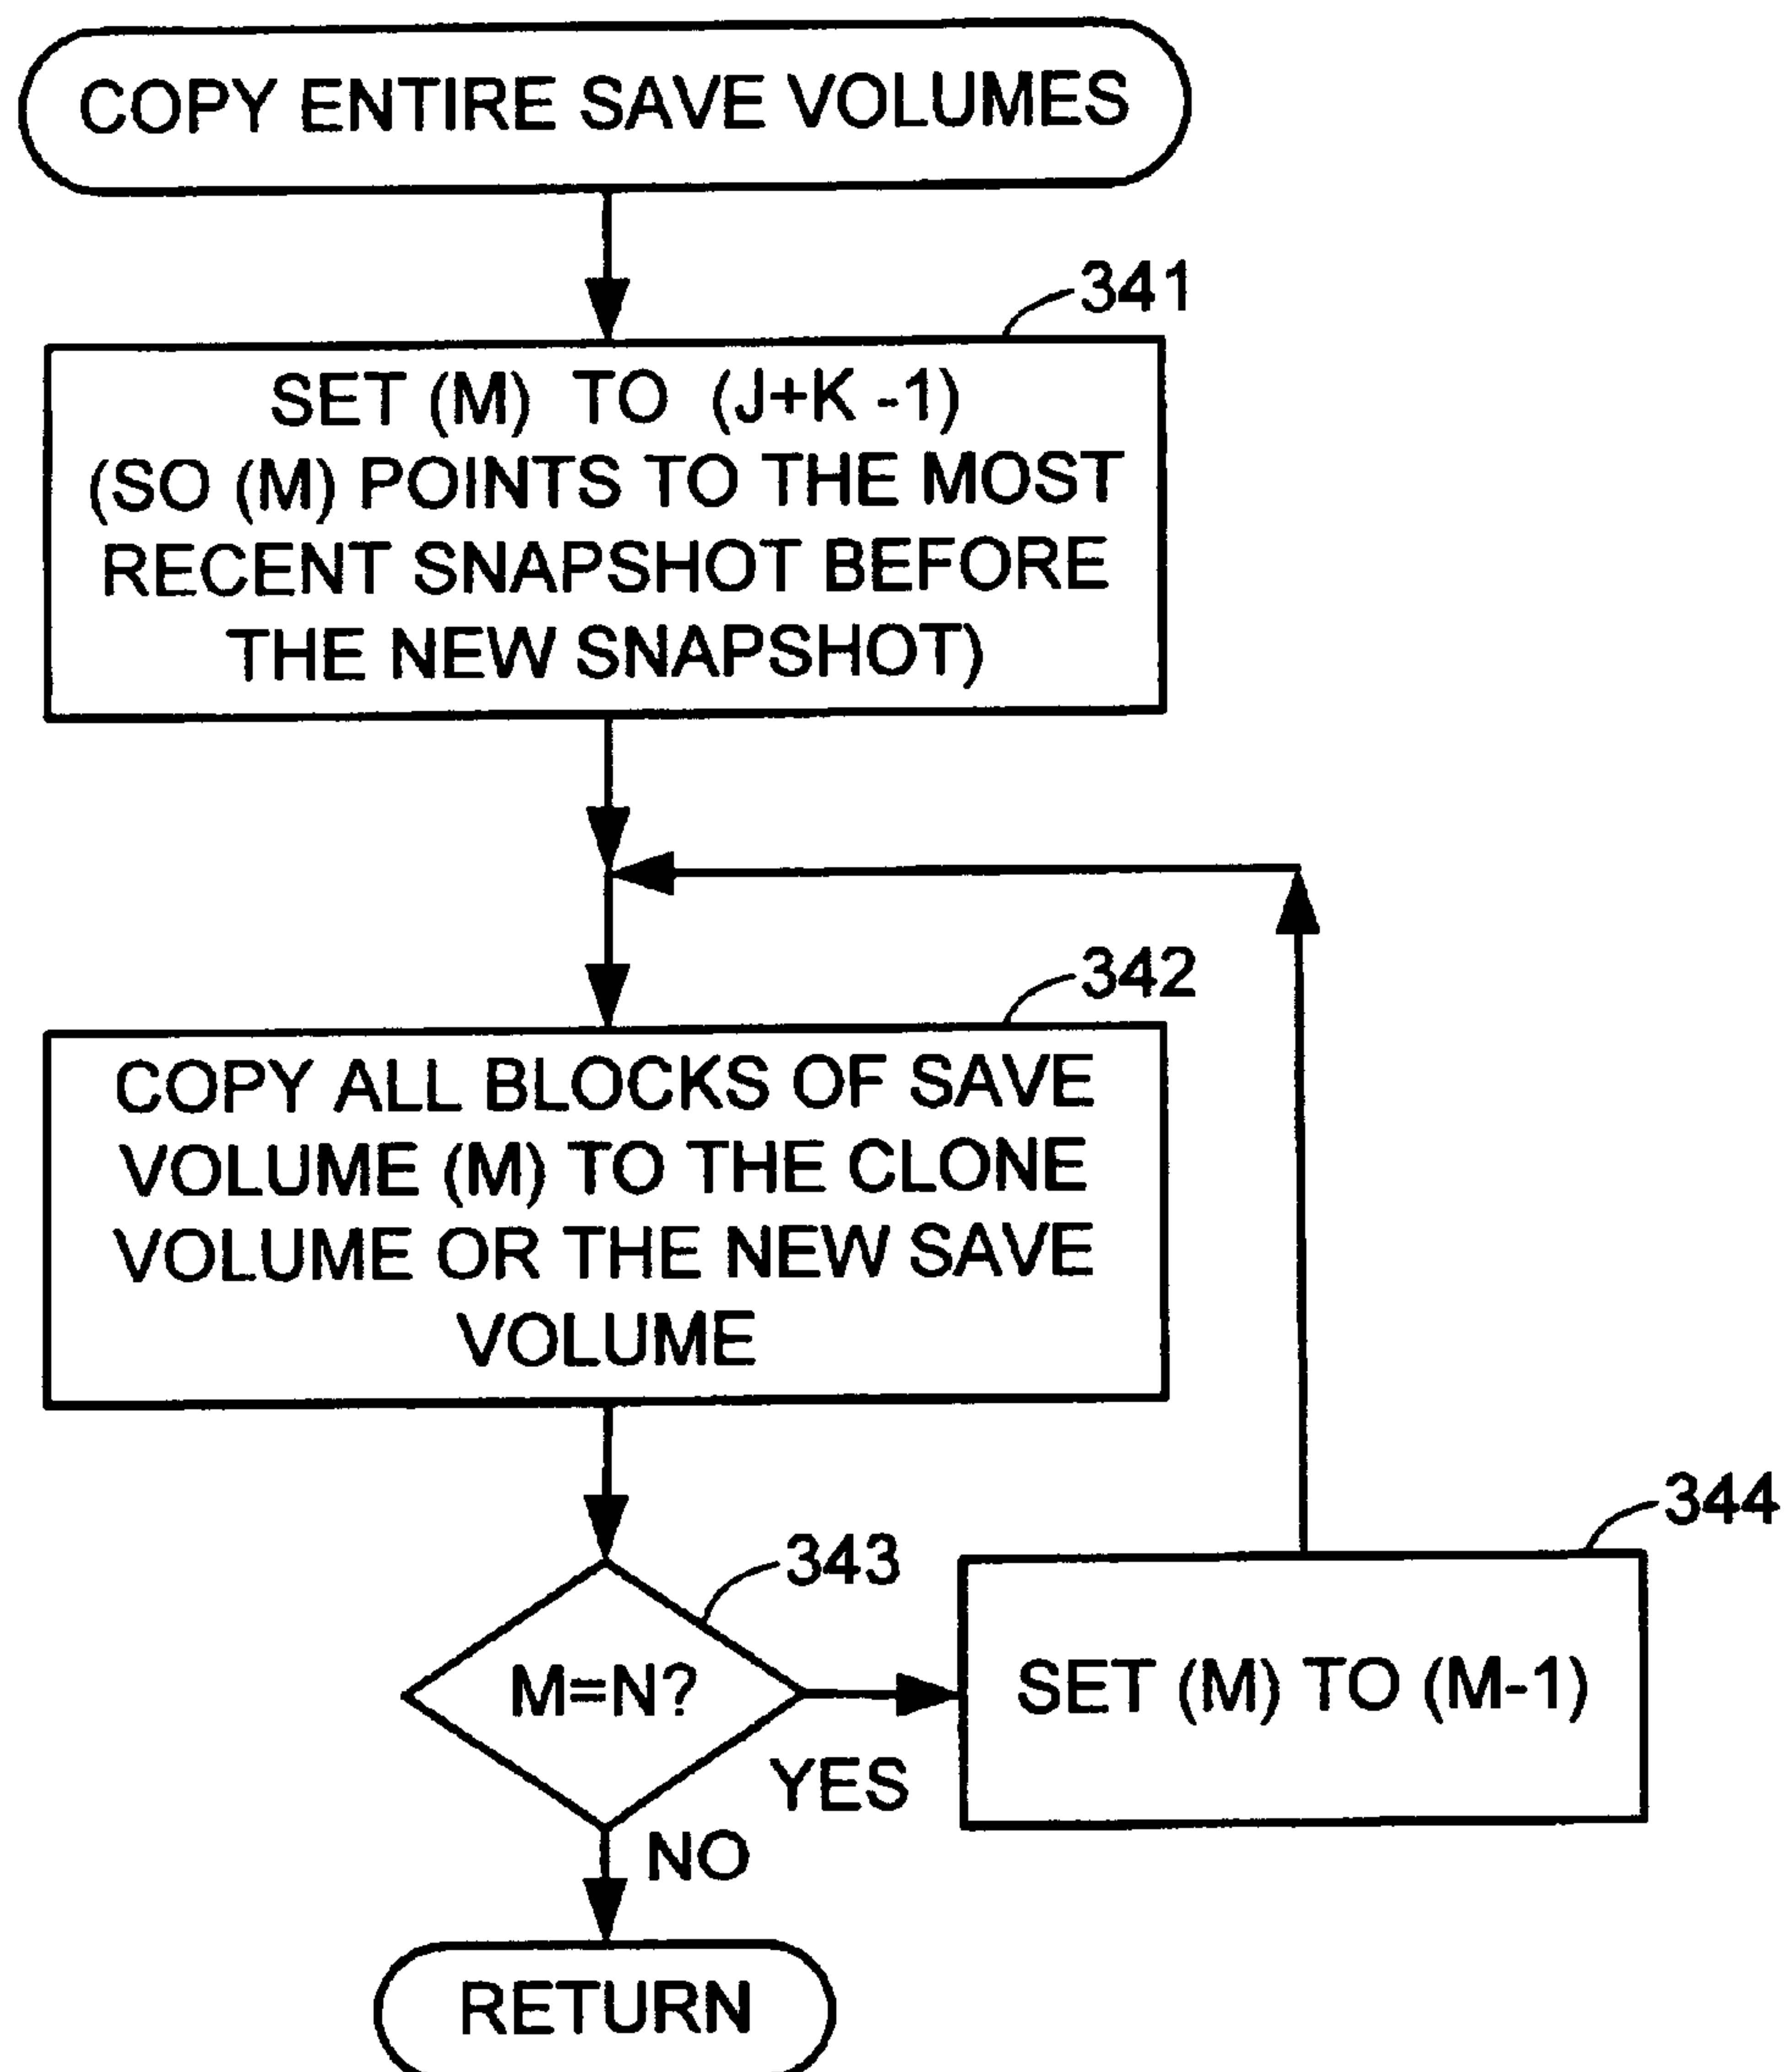 COPY ENTIRE SAVE VOLUMES
341
SET (M) TO (J+K -1)
(SO (M) POINTS TO THE MOST
RECENT SNAPSHOT BEFORE
THE NEW SNAPSHOT)
342
COPY ALL BLOCKS OF SAVE
VOLUME (M) TO THE CLONE
VOLUME OR THE NEW SAVE
VOLUME
343
M=N?
YES
344
SET (M) TO (M-1)
NO
RETURN